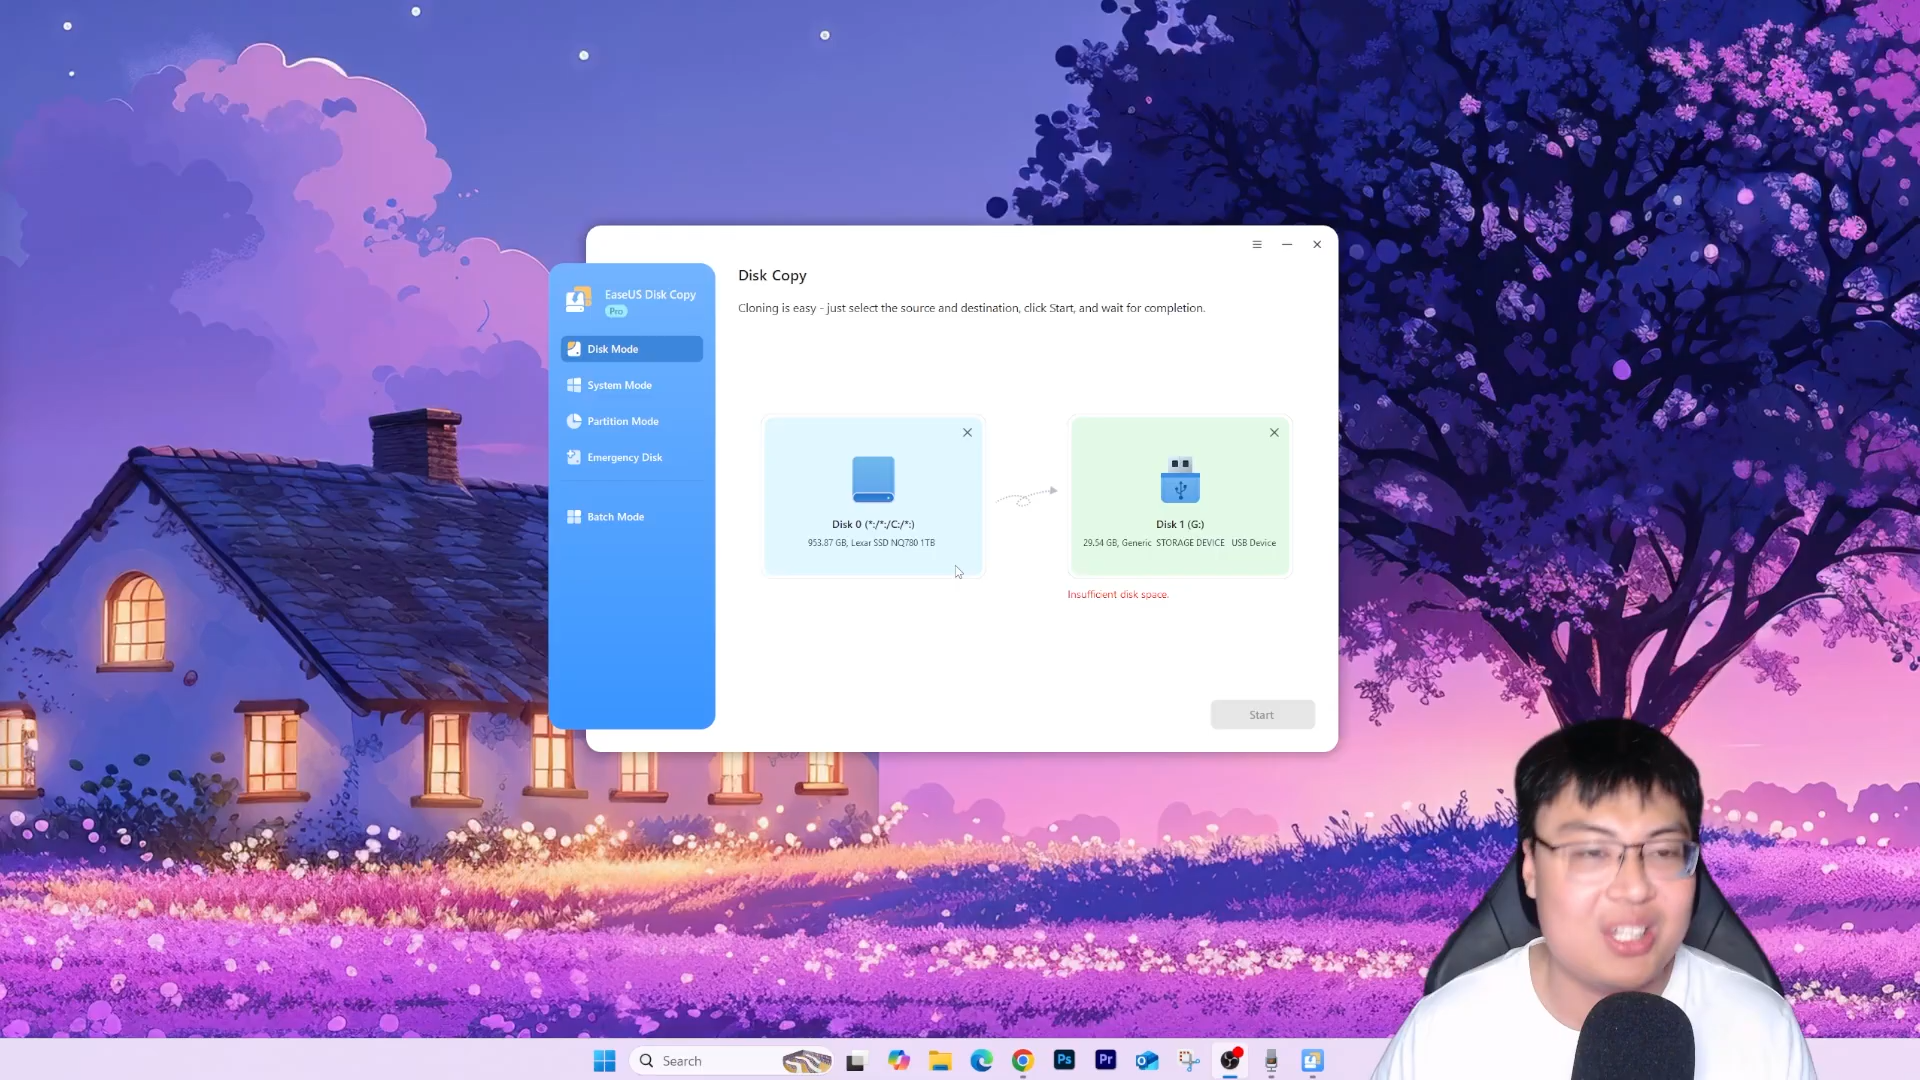 Disk Copy
Cloning is easy - just select the source and destination, click Start, and wait for completion.
EaseUS Disk Copy
Pro
Disk Mode
System Mode
Partition Mode
Emergency Disk
Batch Mode
Disk 0 (*:/*:/C:/*:)
953.87 GB, Lexar SSD NQ780 1TB
Disk 1 (G:)
29.54 GB, Generic STORAGE DEVICE USB Device
Insufficient disk space.
Start
Search
Ps
Pr